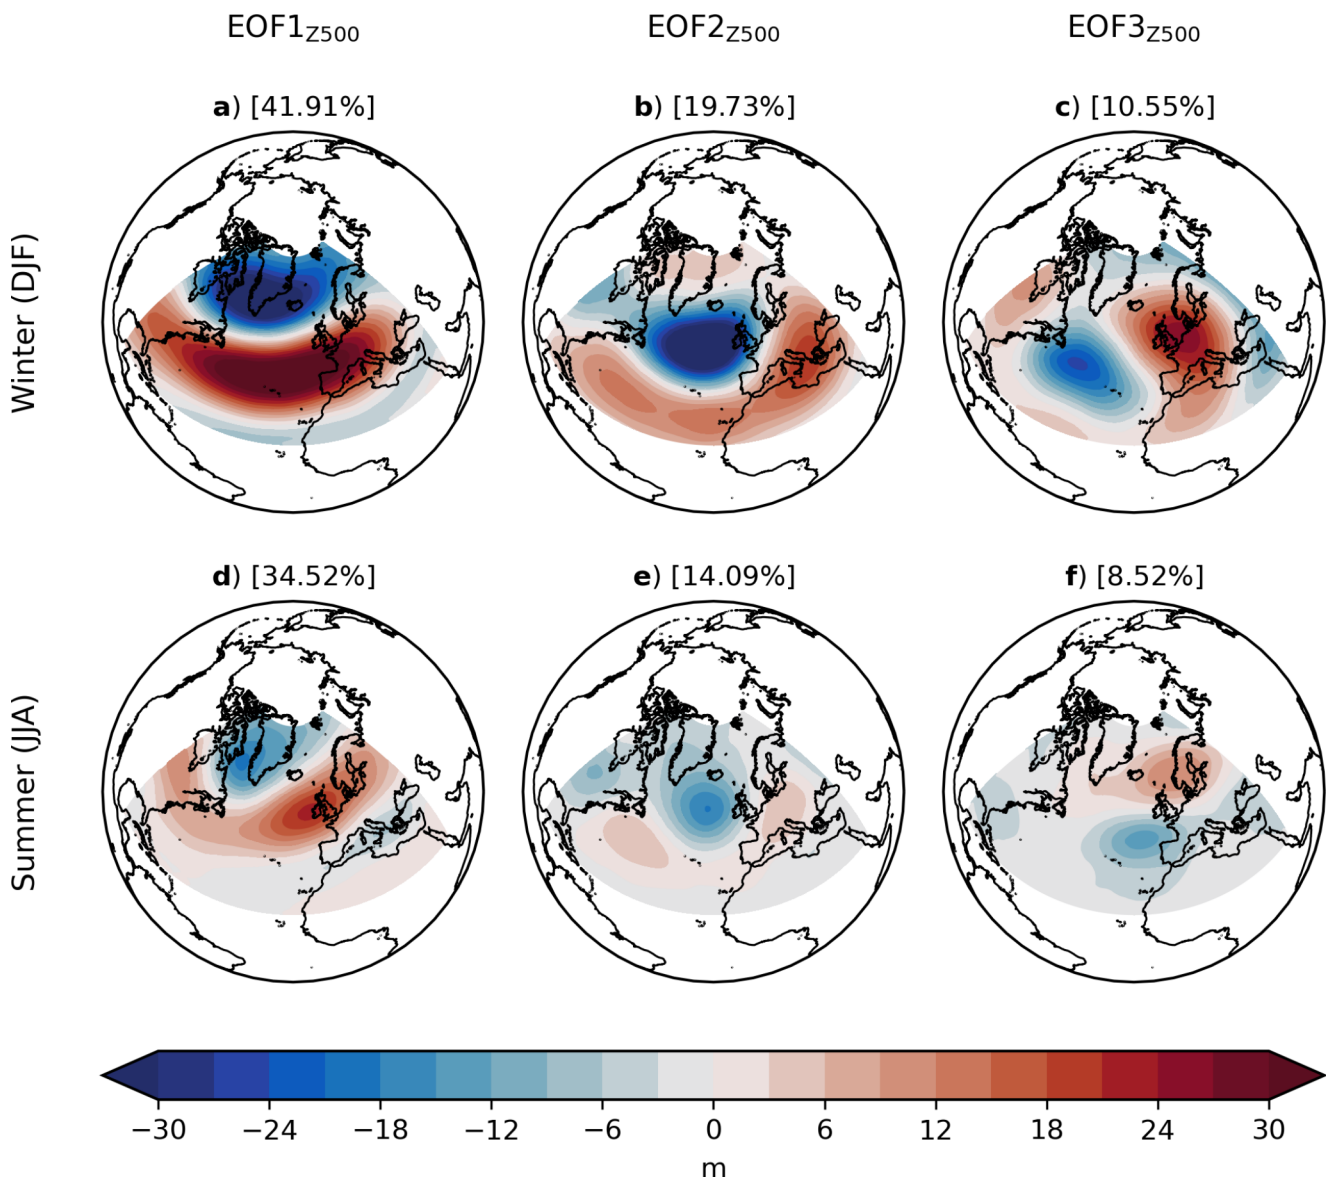 EOF1Z500 EOF2Z500 EOF3Z500
a) [41.91%] b) [19.73%] c) [10.55%]
Winter (DJF)
d) [34.52%] e) [14.09%] f) [8.52%]
Summer (JJA)
−30 −24 −18 −12 −6 0 6 12 18 24 30
m